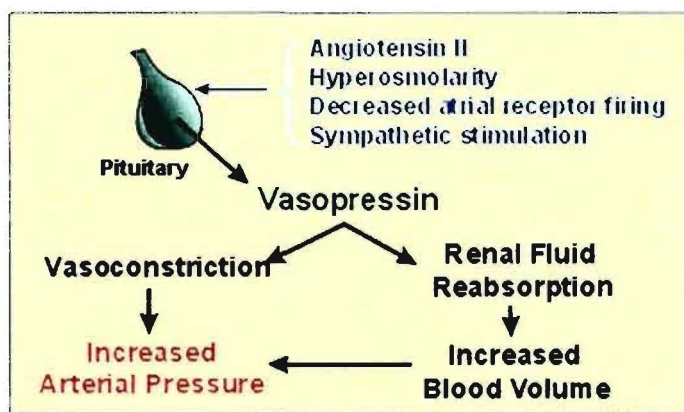 Angiotensin II
Hyperosmolarity
Decreased atrial receptor firing
Sympathetic stimulation
Pituitary
Vasopressin
Vasoconstriction
Renal Fluid
Reabsorption
Increased
Arterial Pressure
Increased
Blood Volume